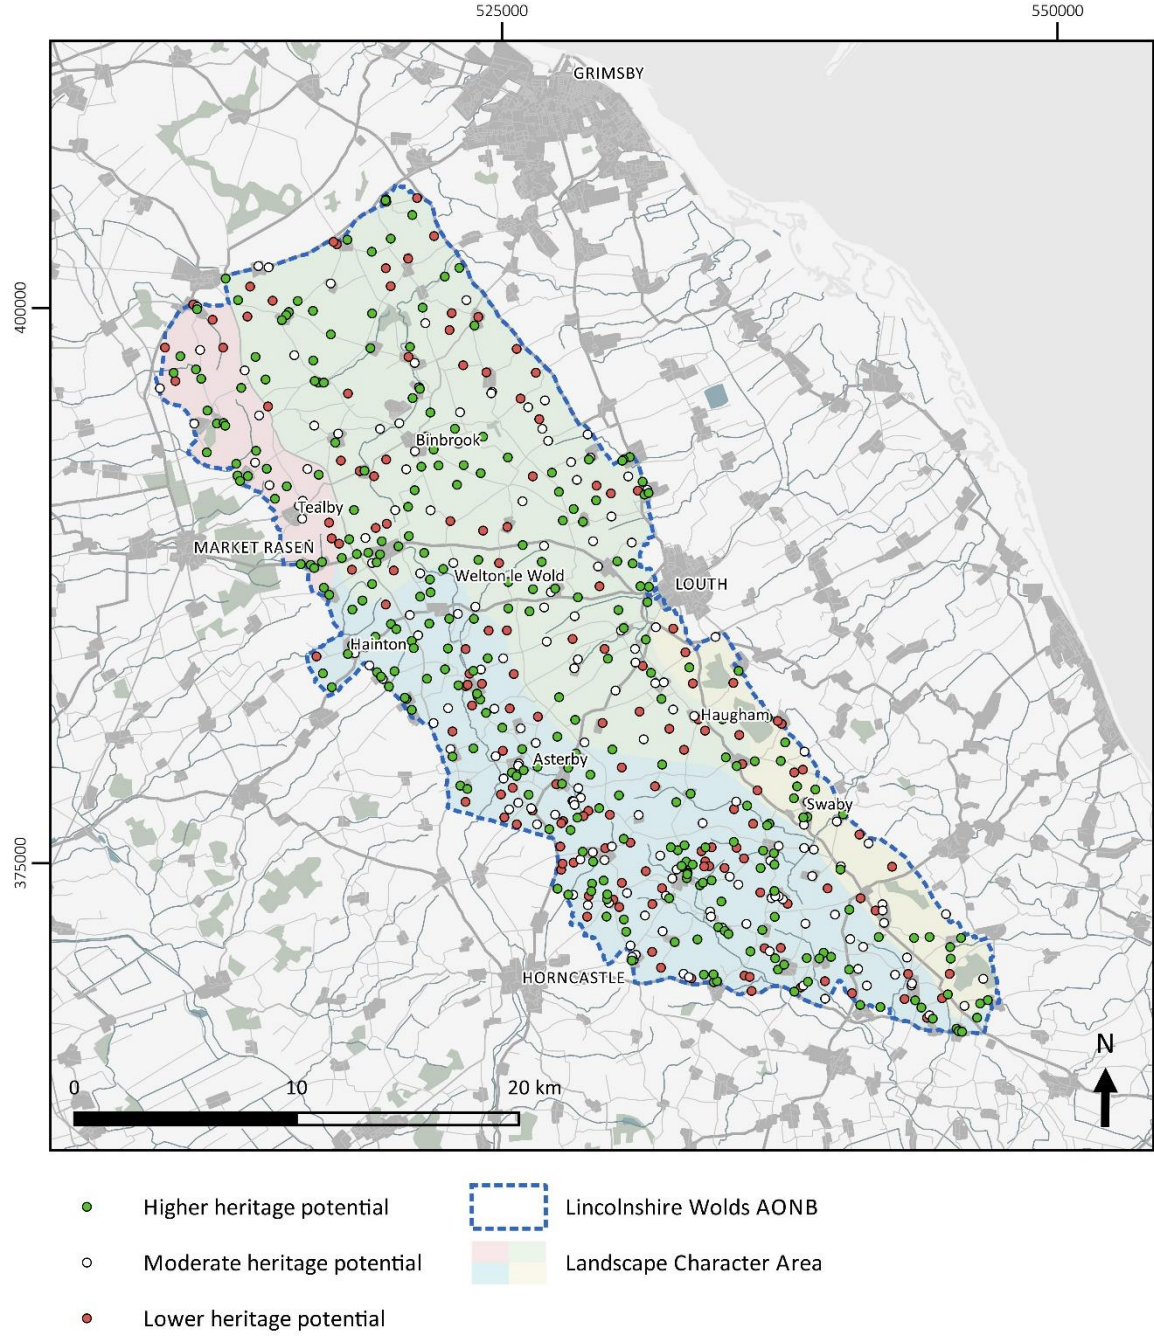 525000
550000
GRIMSBY
400000
Binbrook
Tealby
MARKET RASEN
Welton le Wold
LOUTH
Hainton
Haugham
Asterby
Swaby
375000
HORNCASTLE
N
0
10
20 km
Higher heritage potential
Lincolnshire Wolds AONB
Moderate heritage potential
Landscape Character Area
Lower heritage potential